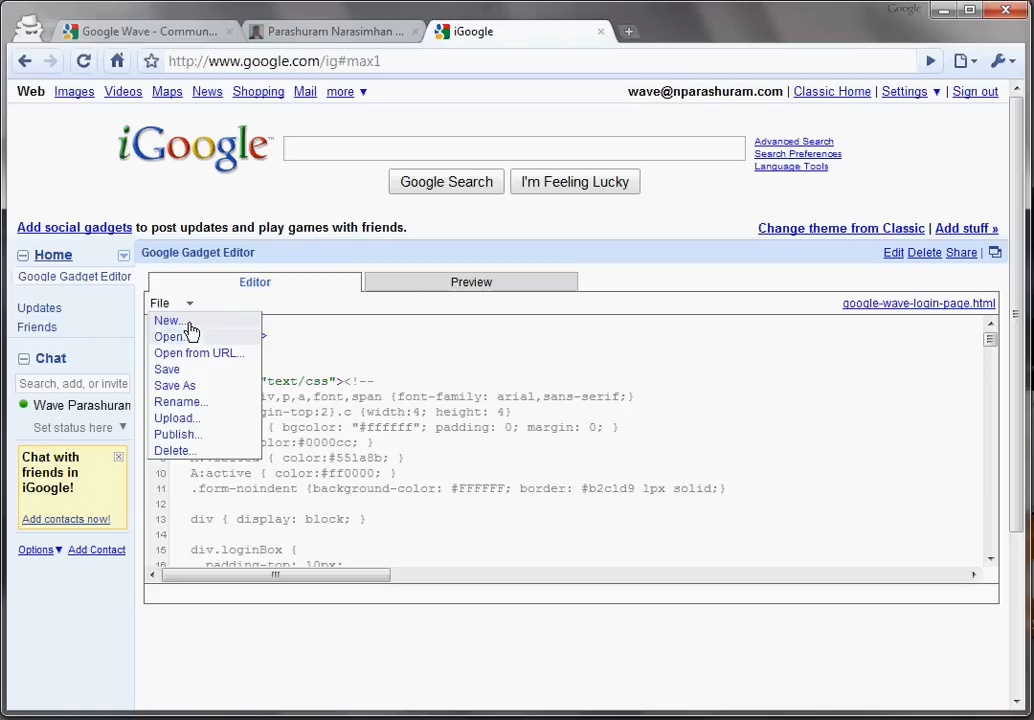 Google
Google Wave - Commun...
Parashuram Narasimhan ...
iGoogle
http://www.google.com/ig#max1
Web Images Videos Maps News Shopping Mail more ▼
wave@nparashuram.com | Classic Home | Settings ▼ | Sign out
iGoogle™
Advanced Search
Search Preferences
Language Tools
Google Search
I'm Feeling Lucky
Add social gadgets to post updates and play games with friends.
Change theme from Classic | Add stuff »
Home
Google Gadget Editor
Updates
Friends
Chat
Search, add, or invite
Wave Parashuran
Set status here ▼
Chat with
friends in
iGoogle!
Add contacts now!
Options▼ Add Contact
Google Gadget Editor
Edit Delete Share |
Editor
Preview
File
google-wave-login-page.html
New...
Open...
Open from URL...
Save
Save As
Rename...
Upload...
Publish...
Delete...
>
"text/css"><!--
div,p,a,font,span {font-family: arial,sans-serif;}
gin-top:2}.c {width:4; height: 4}
{ bgcolor: "#ffffff"; padding: 0; margin: 0; }
olor:#0000cc; }
color:#551a8b; }
10 A:active { color:#ff0000; }
11 .form-noindent {background-color: #FFFFFF; border: #b2c1d9 1px solid;}
12
13 div { display: block; }
14
15 div.loginBox {
padding-top: 10px;